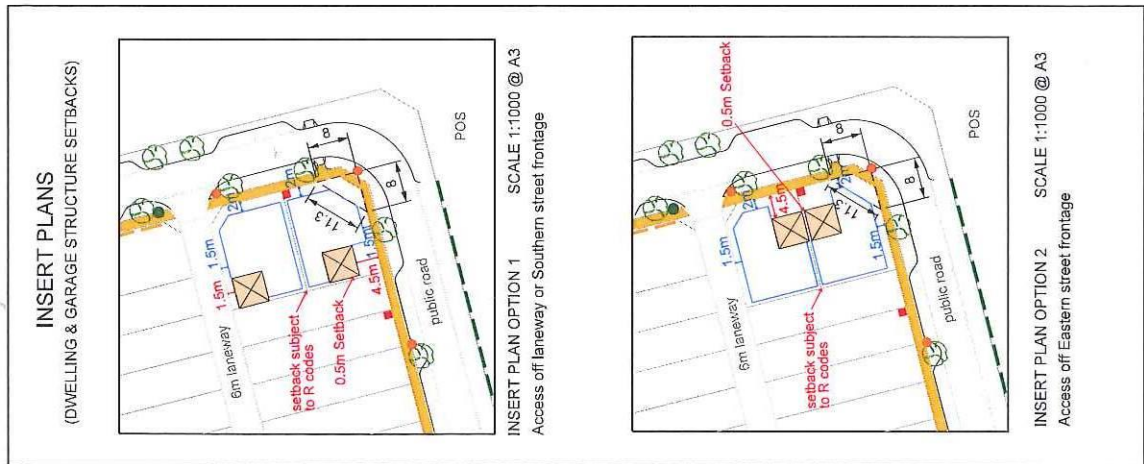 INSERT PLANS
(DWELLING & GARAGE STRUCTURE SETBACKS)
6m laneway
1.5m
1.5m
2m
2m
setback subject
to R codes
0.5m Setback
4.5m
1.5m
11.3
8
8
public road
POS
INSERT PLAN OPTION 1
SCALE 1:1000 @ A3
Access off laneway or Southern street frontage
6m laneway
1.5m
2m
4.5m
0.5m Setback
setback subject
to R codes
2m
1.5m
11.3
8
8
public road
POS
INSERT PLAN OPTION 2
SCALE 1:1000 @ A3
Access off Eastern street frontage